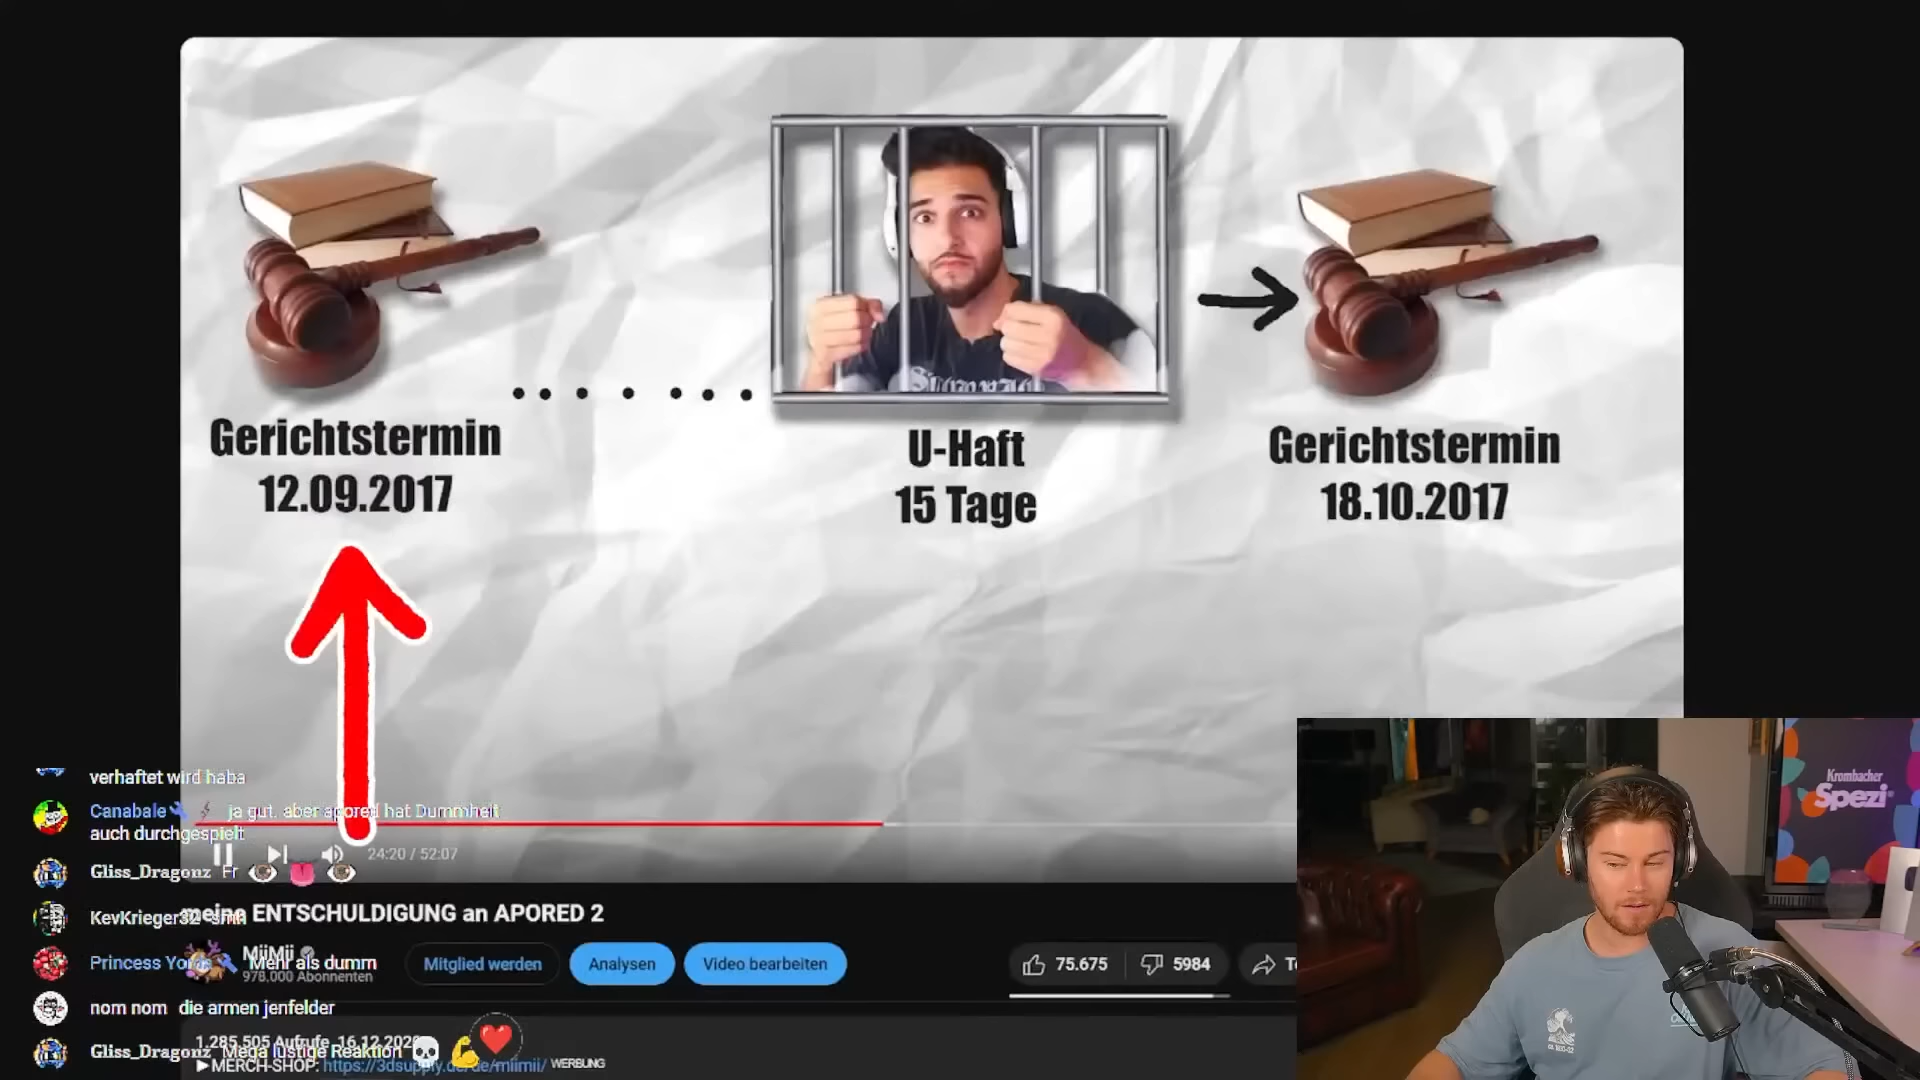 Gerichtstermin
12.09.2017
U-Haft
15 Tage
Gerichtstermin
18.10.2017
verhaftet wird haba
Canabale ja gut. aber apored hat Dummheit
auch durchgespielt
24:20 / 52:07
Gliss_Dragonz Fr
KevKrieger32
meine ENTSCHULDIGUNG an APORED 2
MiiMii
Princess Mehr als dumm
978.000 Abonnenten
Mitglied werden
Analysen
Video bearbeiten
75.675
5984
nom nom die armen jenfelder
1.285.505 Aufrufe 16.12.202
Gliss_Dragonz Mega lustige Reaktion
▶MERCH-SHOP: https://3dsupply.de/de/miimii/ WERBUNG
Krombacher
Spezi